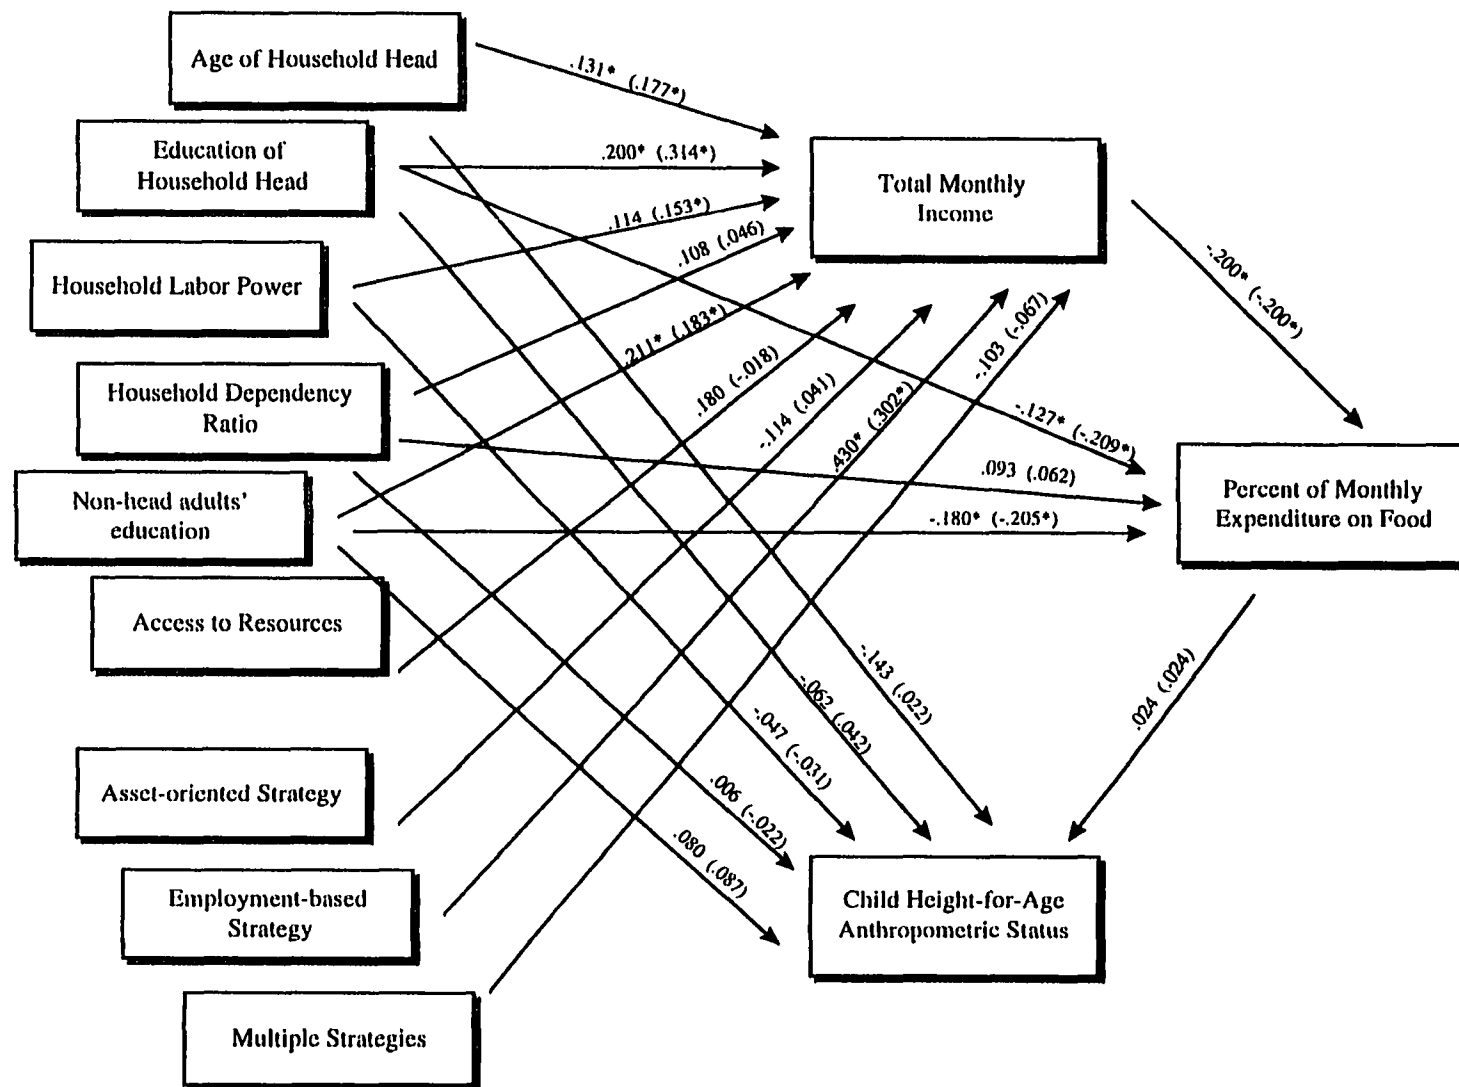 Age of Household Head
.131* (.177*)
Education of
Household Head
.200* (.314*)
Total Monthly
Income
.114 (.153*)
.108 (.046)
Household Labor Power
.211* (.183*)
-.200* (-.200*)
.180 (-.018)
-.114 (.041)
.430* (.302*)
-.103 (-.067)
Household Dependency
Ratio
-.127* (-.209*)
.093 (.062)
Non-head adults'
education
-.180* (-.205*)
Percent of Monthly
Expenditure on Food
Access to Resources
-.143 (.022)
-.062 (.042)
-.047 (-.031)
.006 (-.022)
.080 (.087)
.024 (.024)
Asset-oriented Strategy
Employment-based
Strategy
Child Height-for-Age
Anthropometric Status
Multiple Strategies